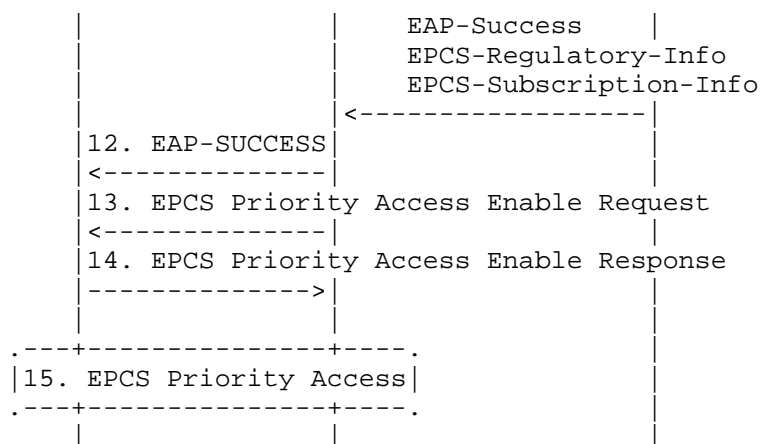 EAP-Success
EPCS-Regulatory-Info
EPCS-Subscription-Info
12. EAP-SUCCESS
13. EPCS Priority Access Enable Request
14. EPCS Priority Access Enable Response
15. EPCS Priority Access